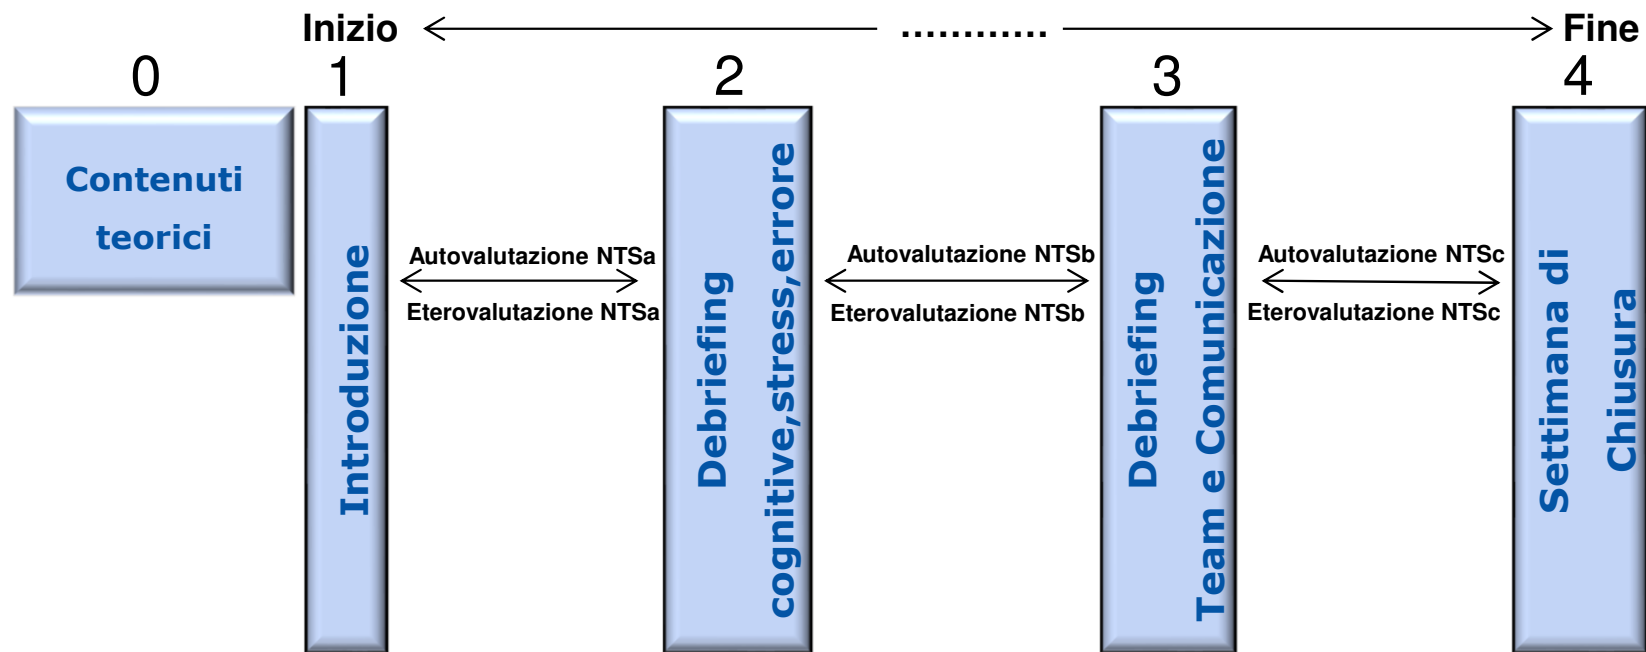 Inizio ............ Fine
0 1 2 3 4
Contenuti
teorici
Introduzione
Autovalutazione NTSa
Eterovalutazione NTSa
Debriefing
cognitive,stress,errore
Autovalutazione NTSb
Eterovalutazione NTSb
Debriefing
Team e Comunicazione
Autovalutazione NTSc
Eterovalutazione NTSc
Settimana di
Chiusura